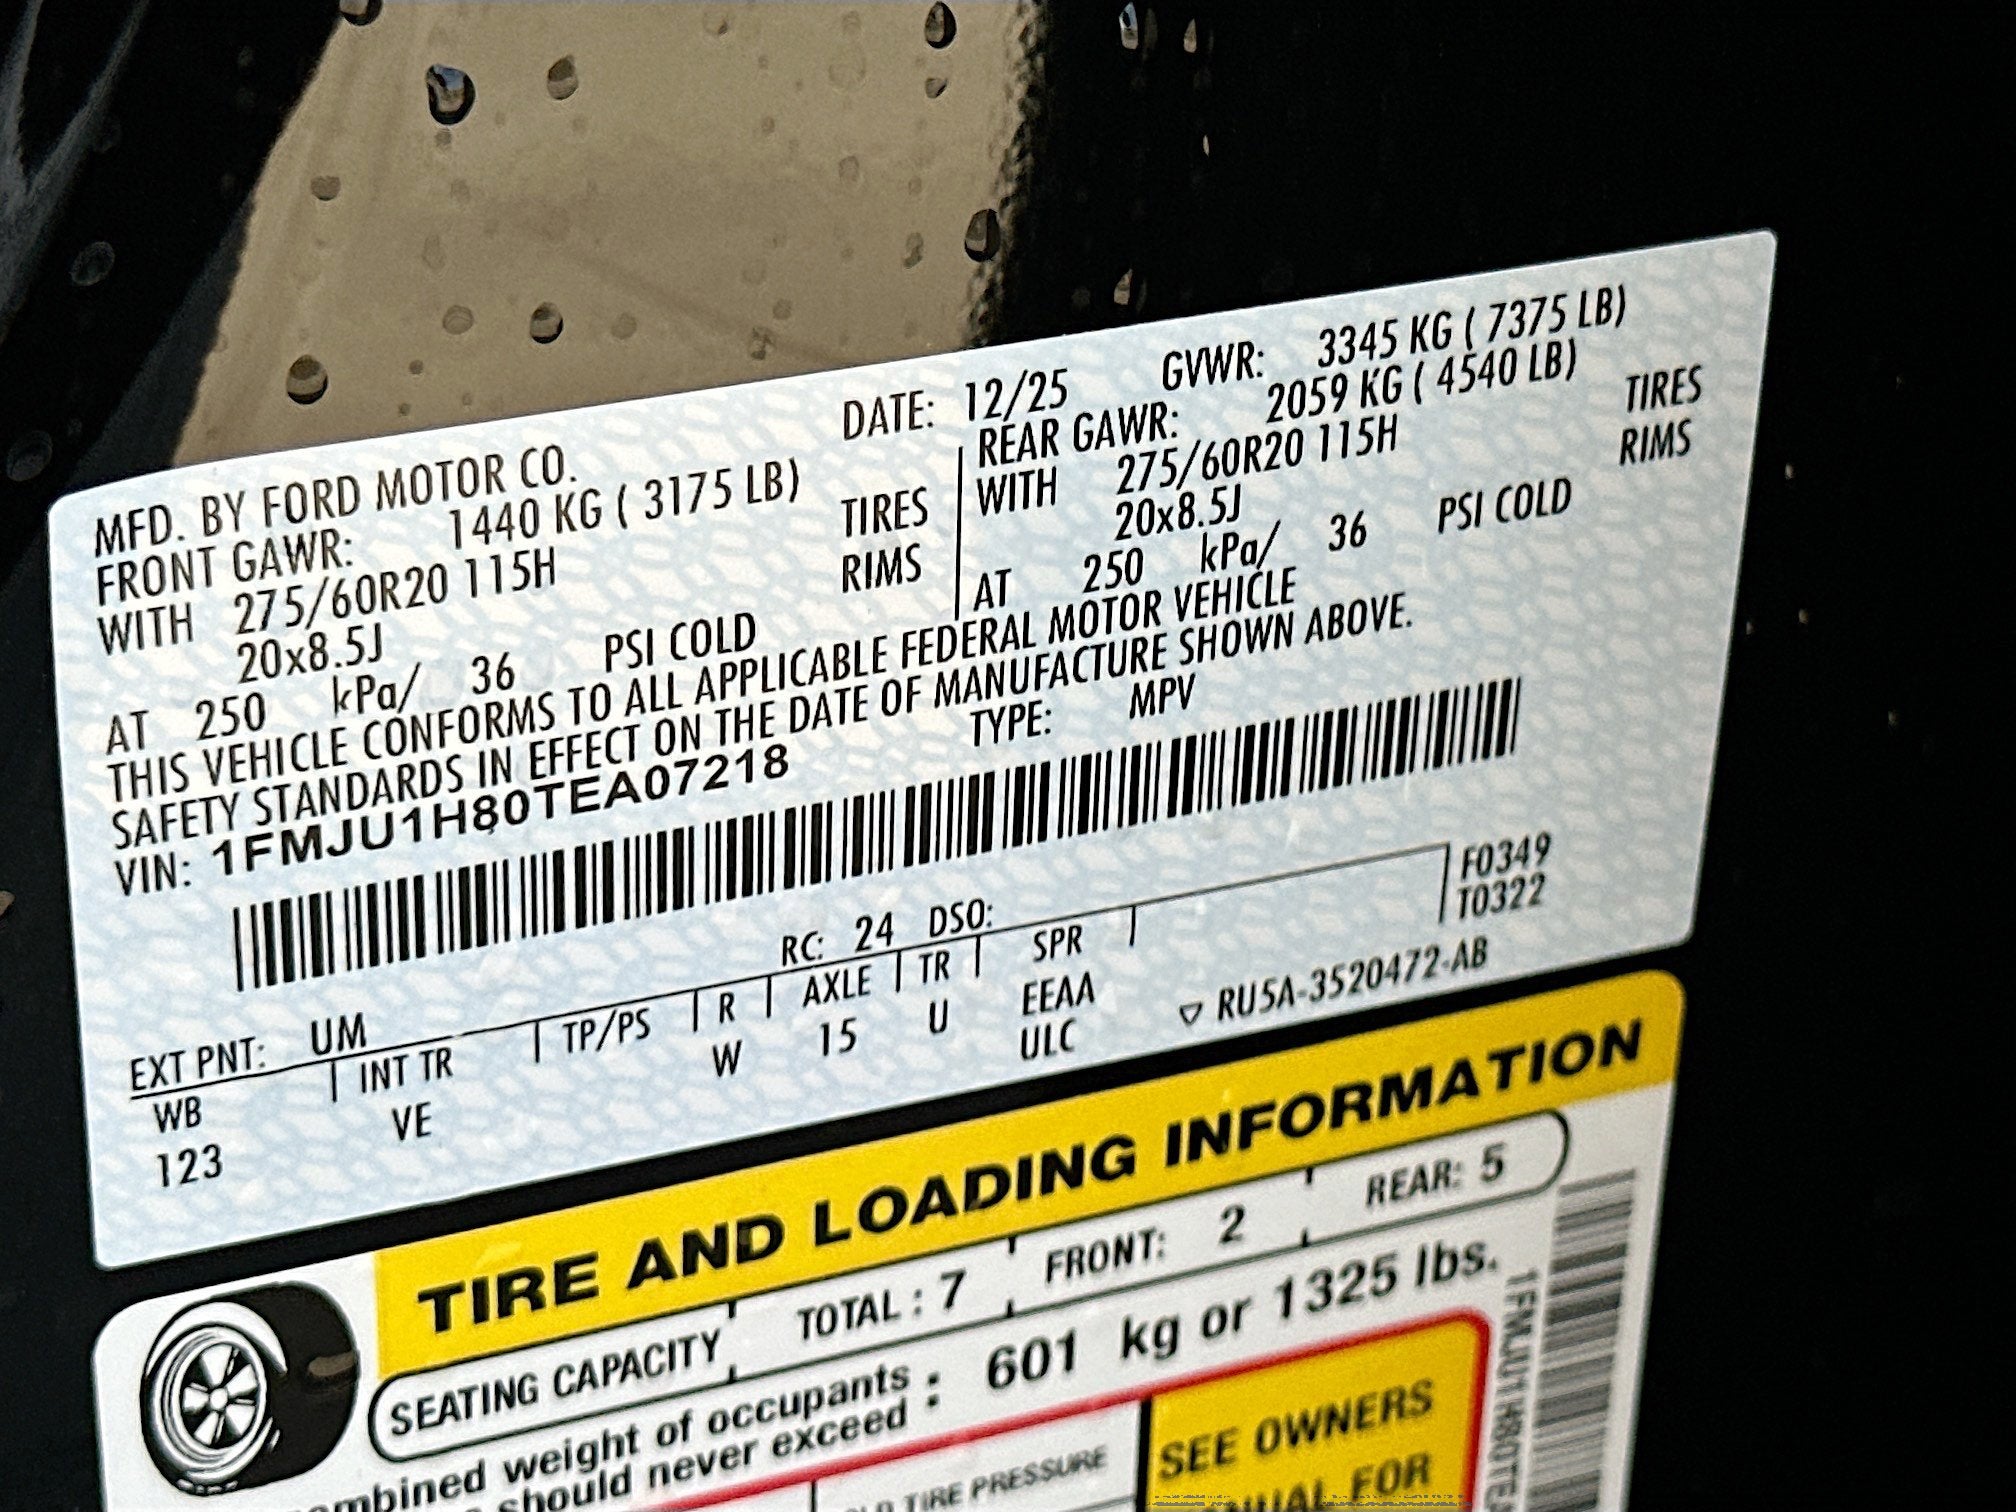 MFD. BY FORD MOTOR CO.
DATE: 12/25 GVWR: 3345 KG ( 7375 LB)
FRONT GAWR: 1440 KG ( 3175 LB)
WITH 275/60R20 115H TIRES
20x8.5J RIMS
AT 250 kPa/ 36 PSI COLD
REAR GAWR: 2059 KG ( 4540 LB)
WITH 275/60R20 115H TIRES
20x8.5J RIMS
AT 250 kPa/ 36 PSI COLD
THIS VEHICLE CONFORMS TO ALL APPLICABLE FEDERAL MOTOR VEHICLE
SAFETY STANDARDS IN EFFECT ON THE DATE OF MANUFACTURE SHOWN ABOVE.
VIN: 1FMJU1H80TEA07218 TYPE: MPV
F0349
T0322
EXT PNT: UM RC: 24 DSO:
WB INT TR TP/PS R AXLE TR SPR
123 VE W 15 U EEAA
ULC
▽ RU5A-3520472-AB
TIRE AND LOADING INFORMATION
SEATING CAPACITY TOTAL : 7 FRONT: 2 REAR: 5
weight of occupants : 601 kg or 1325 lbs.
should never exceed
TIRE PRESSURE
SEE OWNERS
FOR